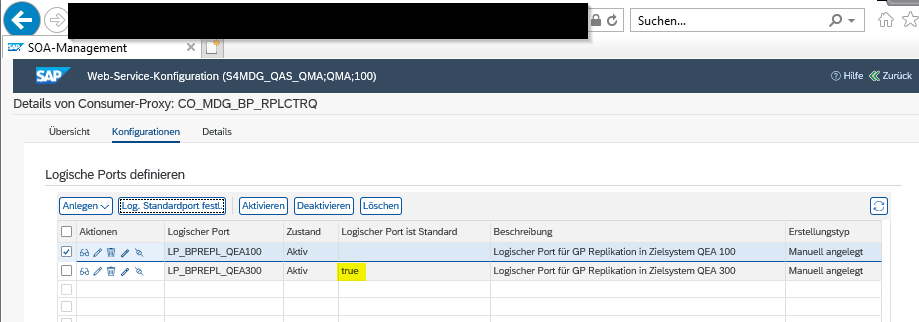 Suchen...
SAP SOA-Management
SAP Web-Service-Konfiguration (S4MDG_QAS_QMA;QMA;100) Hilfe Zurück
Details von Consumer-Proxy: CO_MDG_BP_RPLCTRQ
Übersicht Konfigurationen Details
Logische Ports definieren
Anlegen Log. Standardport festl. Aktivieren Deaktivieren Löschen
Aktionen Logischer Port Zustand Logischer Port ist Standard Beschreibung Erstellungstyp
LP_BPREPL_QEA100 Aktiv Logischer Port für GP Replikation in Zielsystem QEA 100 Manuell angelegt
LP_BPREPL_QEA300 Aktiv true Logischer Port für GP Replikation in Zielsystem QEA 300 Manuell angelegt